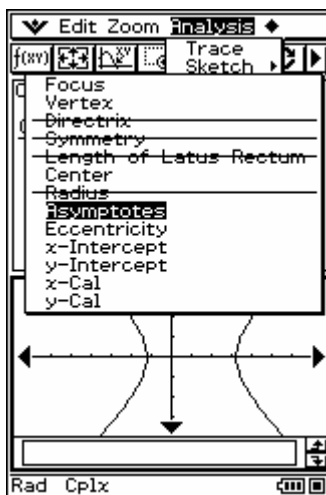 Edit Zoom Analysis
f(xy)
Trace
Sketch
Focus
Vertex
Directrix
Symmetry
Length of Latus Rectum
Center
Radius
Asymptotes
Eccentricity
x-Intercept
y-Intercept
x-Cal
y-Cal
Rad Cplx